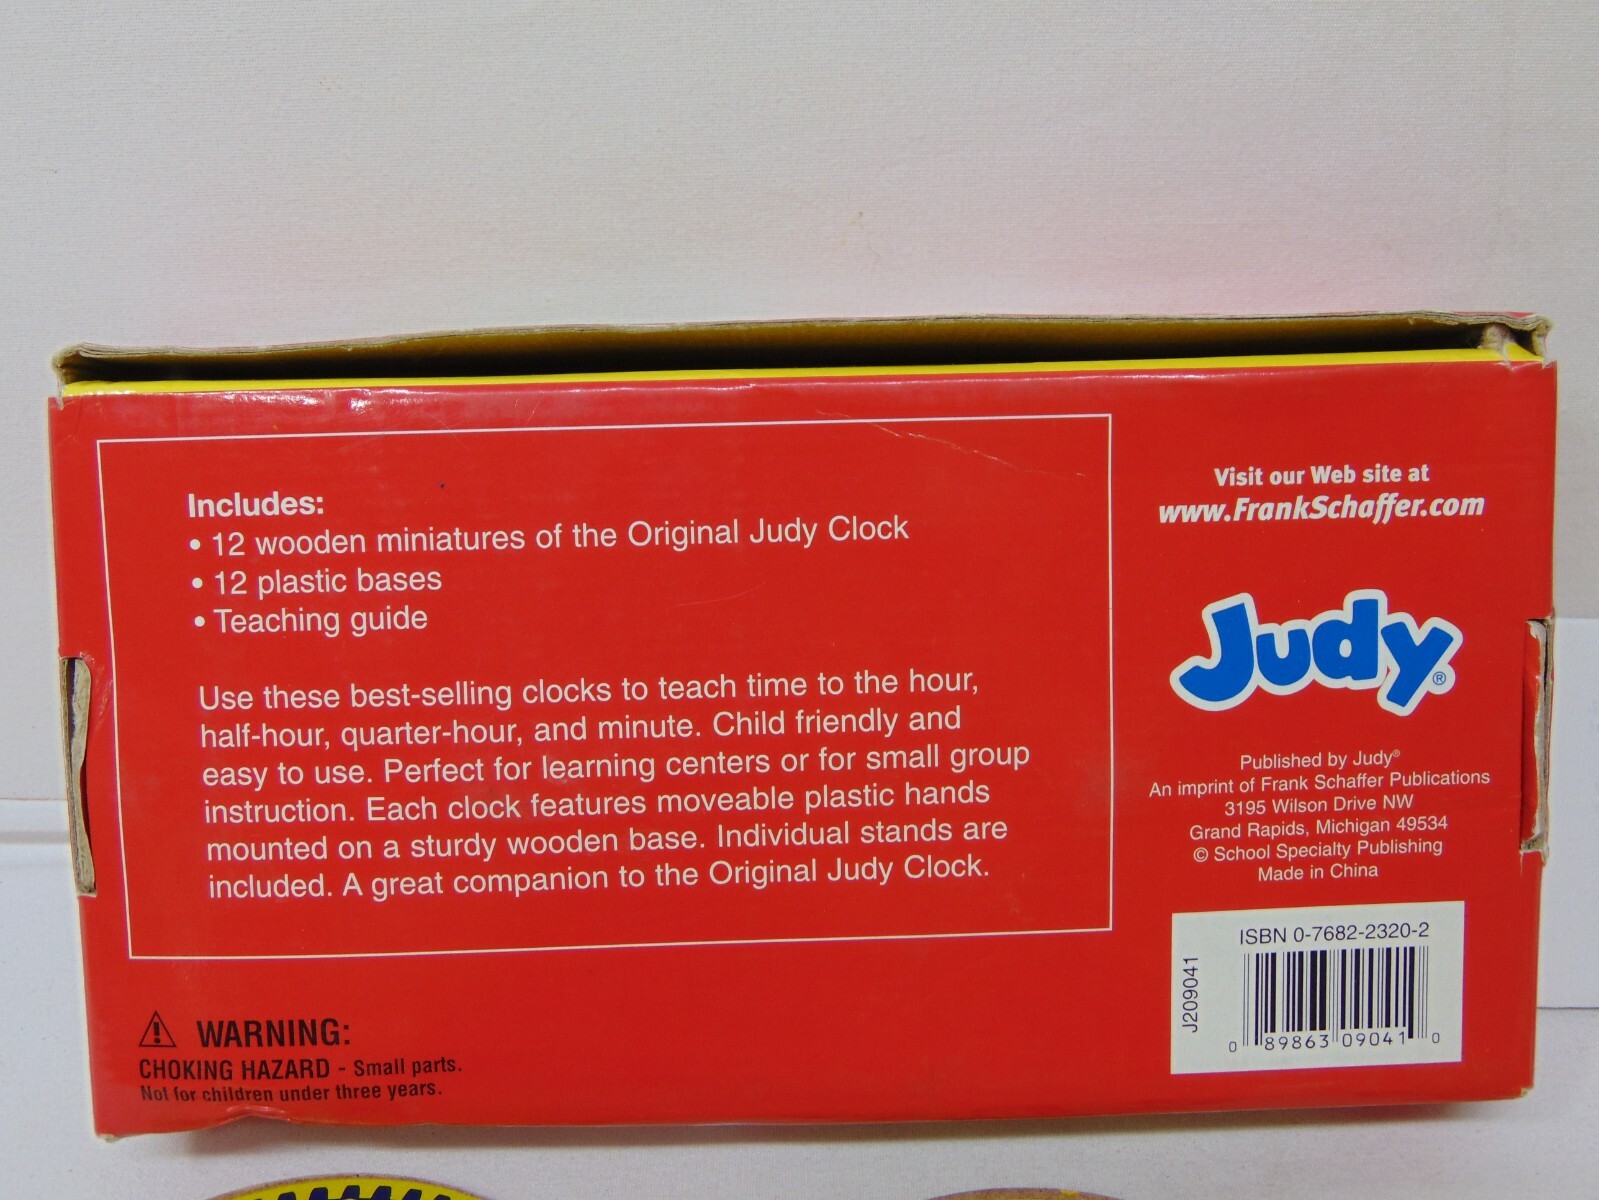 Includes:
• 12 wooden miniatures of the Original Judy Clock
• 12 plastic bases
• Teaching guide
Use these best-selling clocks to teach time to the hour,
half-hour, quarter-hour, and minute. Child friendly and
easy to use. Perfect for learning centers or for small group
instruction. Each clock features moveable plastic hands
mounted on a sturdy wooden base. Individual stands are
included. A great companion to the Original Judy Clock.
WARNING:
CHOKING HAZARD - Small parts.
Not for children under three years.
Visit our Web site at
www.FrankSchaffer.com
Judy®
Published by Judy®
An imprint of Frank Schaffer Publications
3195 Wilson Drive NW
Grand Rapids, Michigan 49534
© School Specialty Publishing
Made in China
ISBN 0-7682-2320-2
J209041
0 89863 09041 0